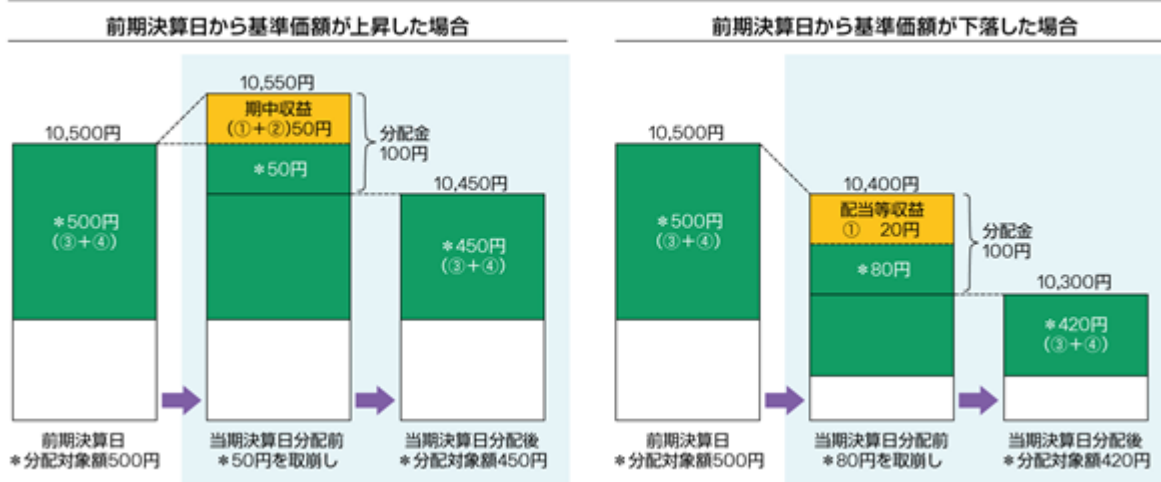 前期決算日から基準価額が上昇した場合
10,500円
＊500円
(③+④)
10,550円
期中収益
(①+②)50円
＊50円
分配金
100円
10,450円
＊450円
(③+④)
前期決算日
＊分配対象額500円
当期決算日分配前
＊50円を取崩し
当期決算日分配後
＊分配対象額450円
前期決算日から基準価額が下落した場合
10,500円
＊500円
(③+④)
10,400円
配当等収益
① 20円
＊80円
分配金
100円
10,300円
＊420円
(③+④)
前期決算日
＊分配対象額500円
当期決算日分配前
＊80円を取崩し
当期決算日分配後
＊分配対象額420円